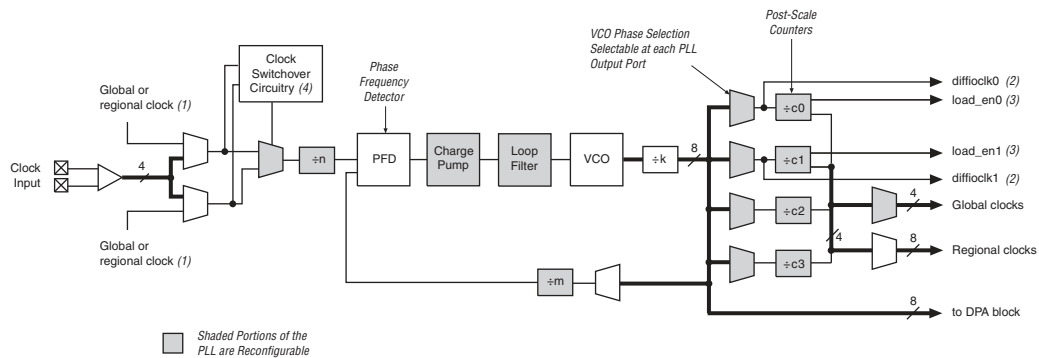 Post-Scale
Counters
VCO Phase Selection
Selectable at each PLL
Output Port
Clock
Switchover
Circuitry (4)
Phase
Frequency
Detector
Global or
regional clock (1)
diffioclk0 (2)
load_en0 (3)
÷c0
4
Clock
Input
÷n
PFD
Charge
Pump
Loop
Filter
VCO
÷k
8
÷c1
load_en1 (3)
diffioclk1 (2)
÷c2
4
Global clocks
Global or
regional clock (1)
4
8
Regional clocks
÷c3
÷m
8
to DPA block
Shaded Portions of the
PLL are Reconfigurable